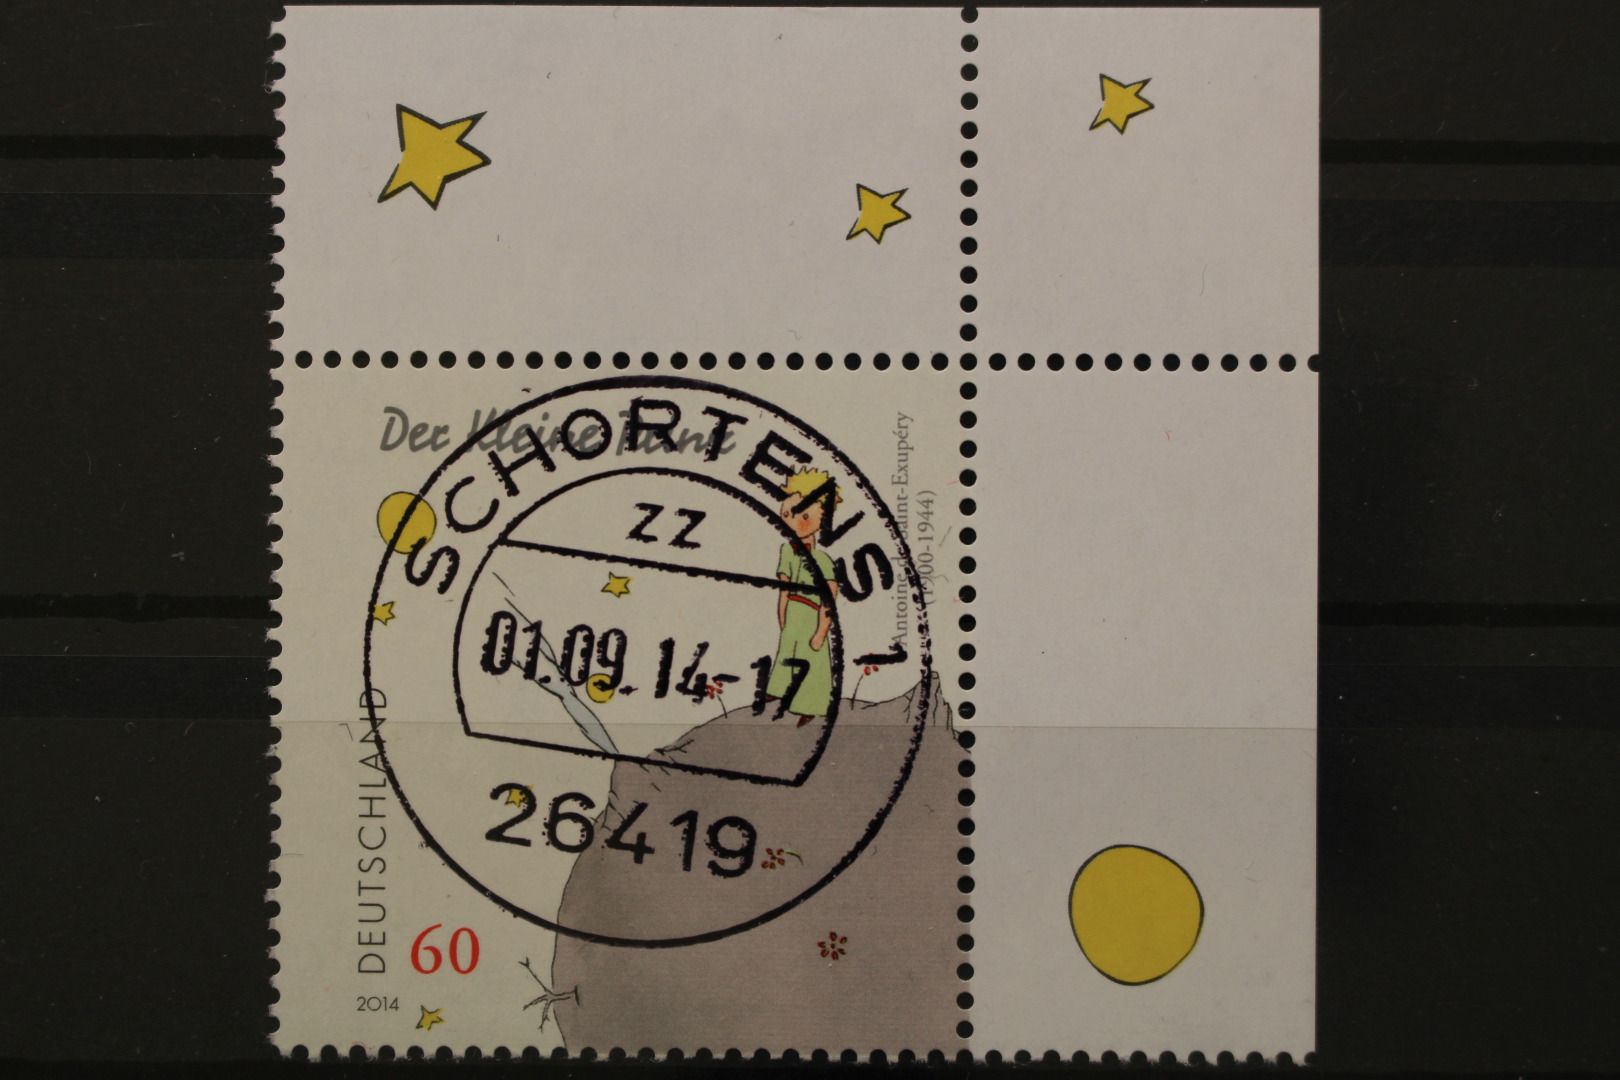 Der Kleine Prinz
Antoine de Saint-Exupéry
(1900-1944)
SCHORTENS 1
zz
01.09.14-17
26419
DEUTSCHLAND
60
2014